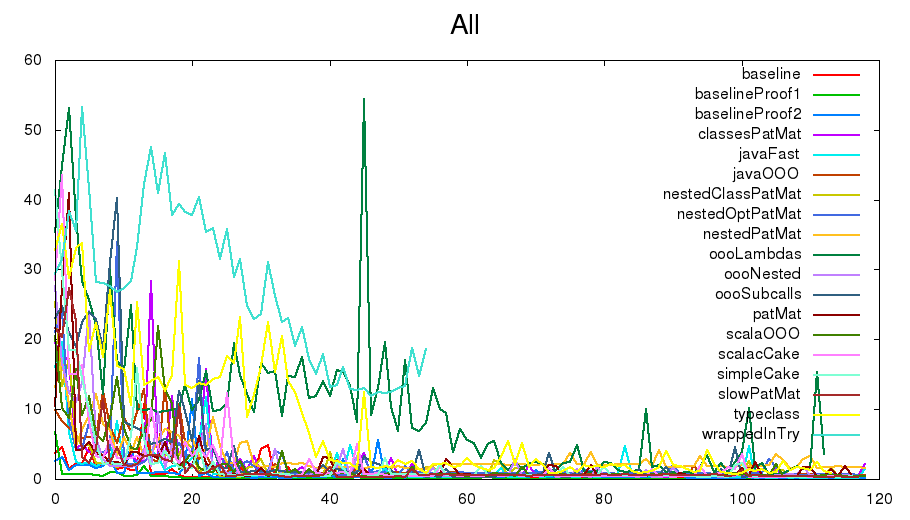 All
60
50
40
30
20
10
0
0 20 40 60 80 100 120
baseline
baselineProof1
baselineProof2
classesPatMat
javaFast
javaOOO
nestedClassPatMat
nestedOptPatMat
nestedPatMat
oooLambdas
oooNested
oooSubcalls
patMat
scalaOOO
scalacCake
simpleCake
slowPatMat
typeclass
wrappedInTry